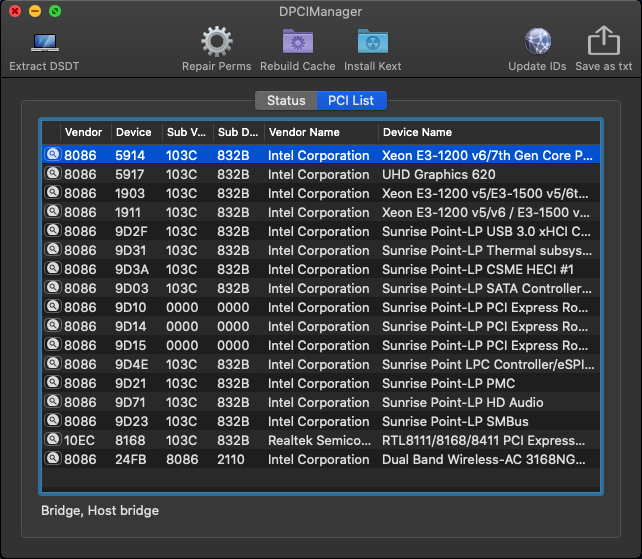 DPCIManager
Extract DSDT Repair Perms Rebuild Cache Install Kext Update IDs Save as txt
Status PCI List
Vendor Device Sub V... Sub D... Vendor Name Device Name
8086 5914 103C 832B Intel Corporation Xeon E3-1200 v6/7th Gen Core P...
8086 5917 103C 832B Intel Corporation UHD Graphics 620
8086 1903 103C 832B Intel Corporation Xeon E3-1200 v5/E3-1500 v5/6t...
8086 1911 103C 832B Intel Corporation Xeon E3-1200 v5/v6 / E3-1500 v...
8086 9D2F 103C 832B Intel Corporation Sunrise Point-LP USB 3.0 xHCI C...
8086 9D31 103C 832B Intel Corporation Sunrise Point-LP Thermal subsys...
8086 9D3A 103C 832B Intel Corporation Sunrise Point-LP CSME HECI #1
8086 9D03 103C 832B Intel Corporation Sunrise Point-LP SATA Controller...
8086 9D10 0000 0000 Intel Corporation Sunrise Point-LP PCI Express Ro...
8086 9D14 0000 0000 Intel Corporation Sunrise Point-LP PCI Express Ro...
8086 9D15 0000 0000 Intel Corporation Sunrise Point-LP PCI Express Ro...
8086 9D4E 103C 832B Intel Corporation Sunrise Point LPC Controller/eSPI...
8086 9D21 103C 832B Intel Corporation Sunrise Point-LP PMC
8086 9D71 103C 832B Intel Corporation Sunrise Point-LP HD Audio
8086 9D23 103C 832B Intel Corporation Sunrise Point-LP SMBus
10EC 8168 103C 832B Realtek Semico... RTL8111/8168/8411 PCI Express...
8086 24FB 8086 2110 Intel Corporation Dual Band Wireless-AC 3168NG...
Bridge, Host bridge